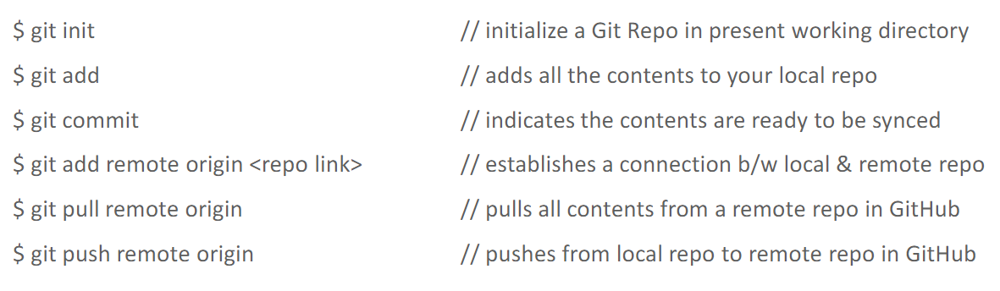 $ git init // initialize a Git Repo in present working directory
$ git add // adds all the contents to your local repo
$ git commit // indicates the contents are ready to be synced
$ git add remote origin <repo link> // establishes a connection b/w local & remote repo
$ git pull remote origin // pulls all contents from a remote repo in GitHub
$ git push remote origin // pushes from local repo to remote repo in GitHub